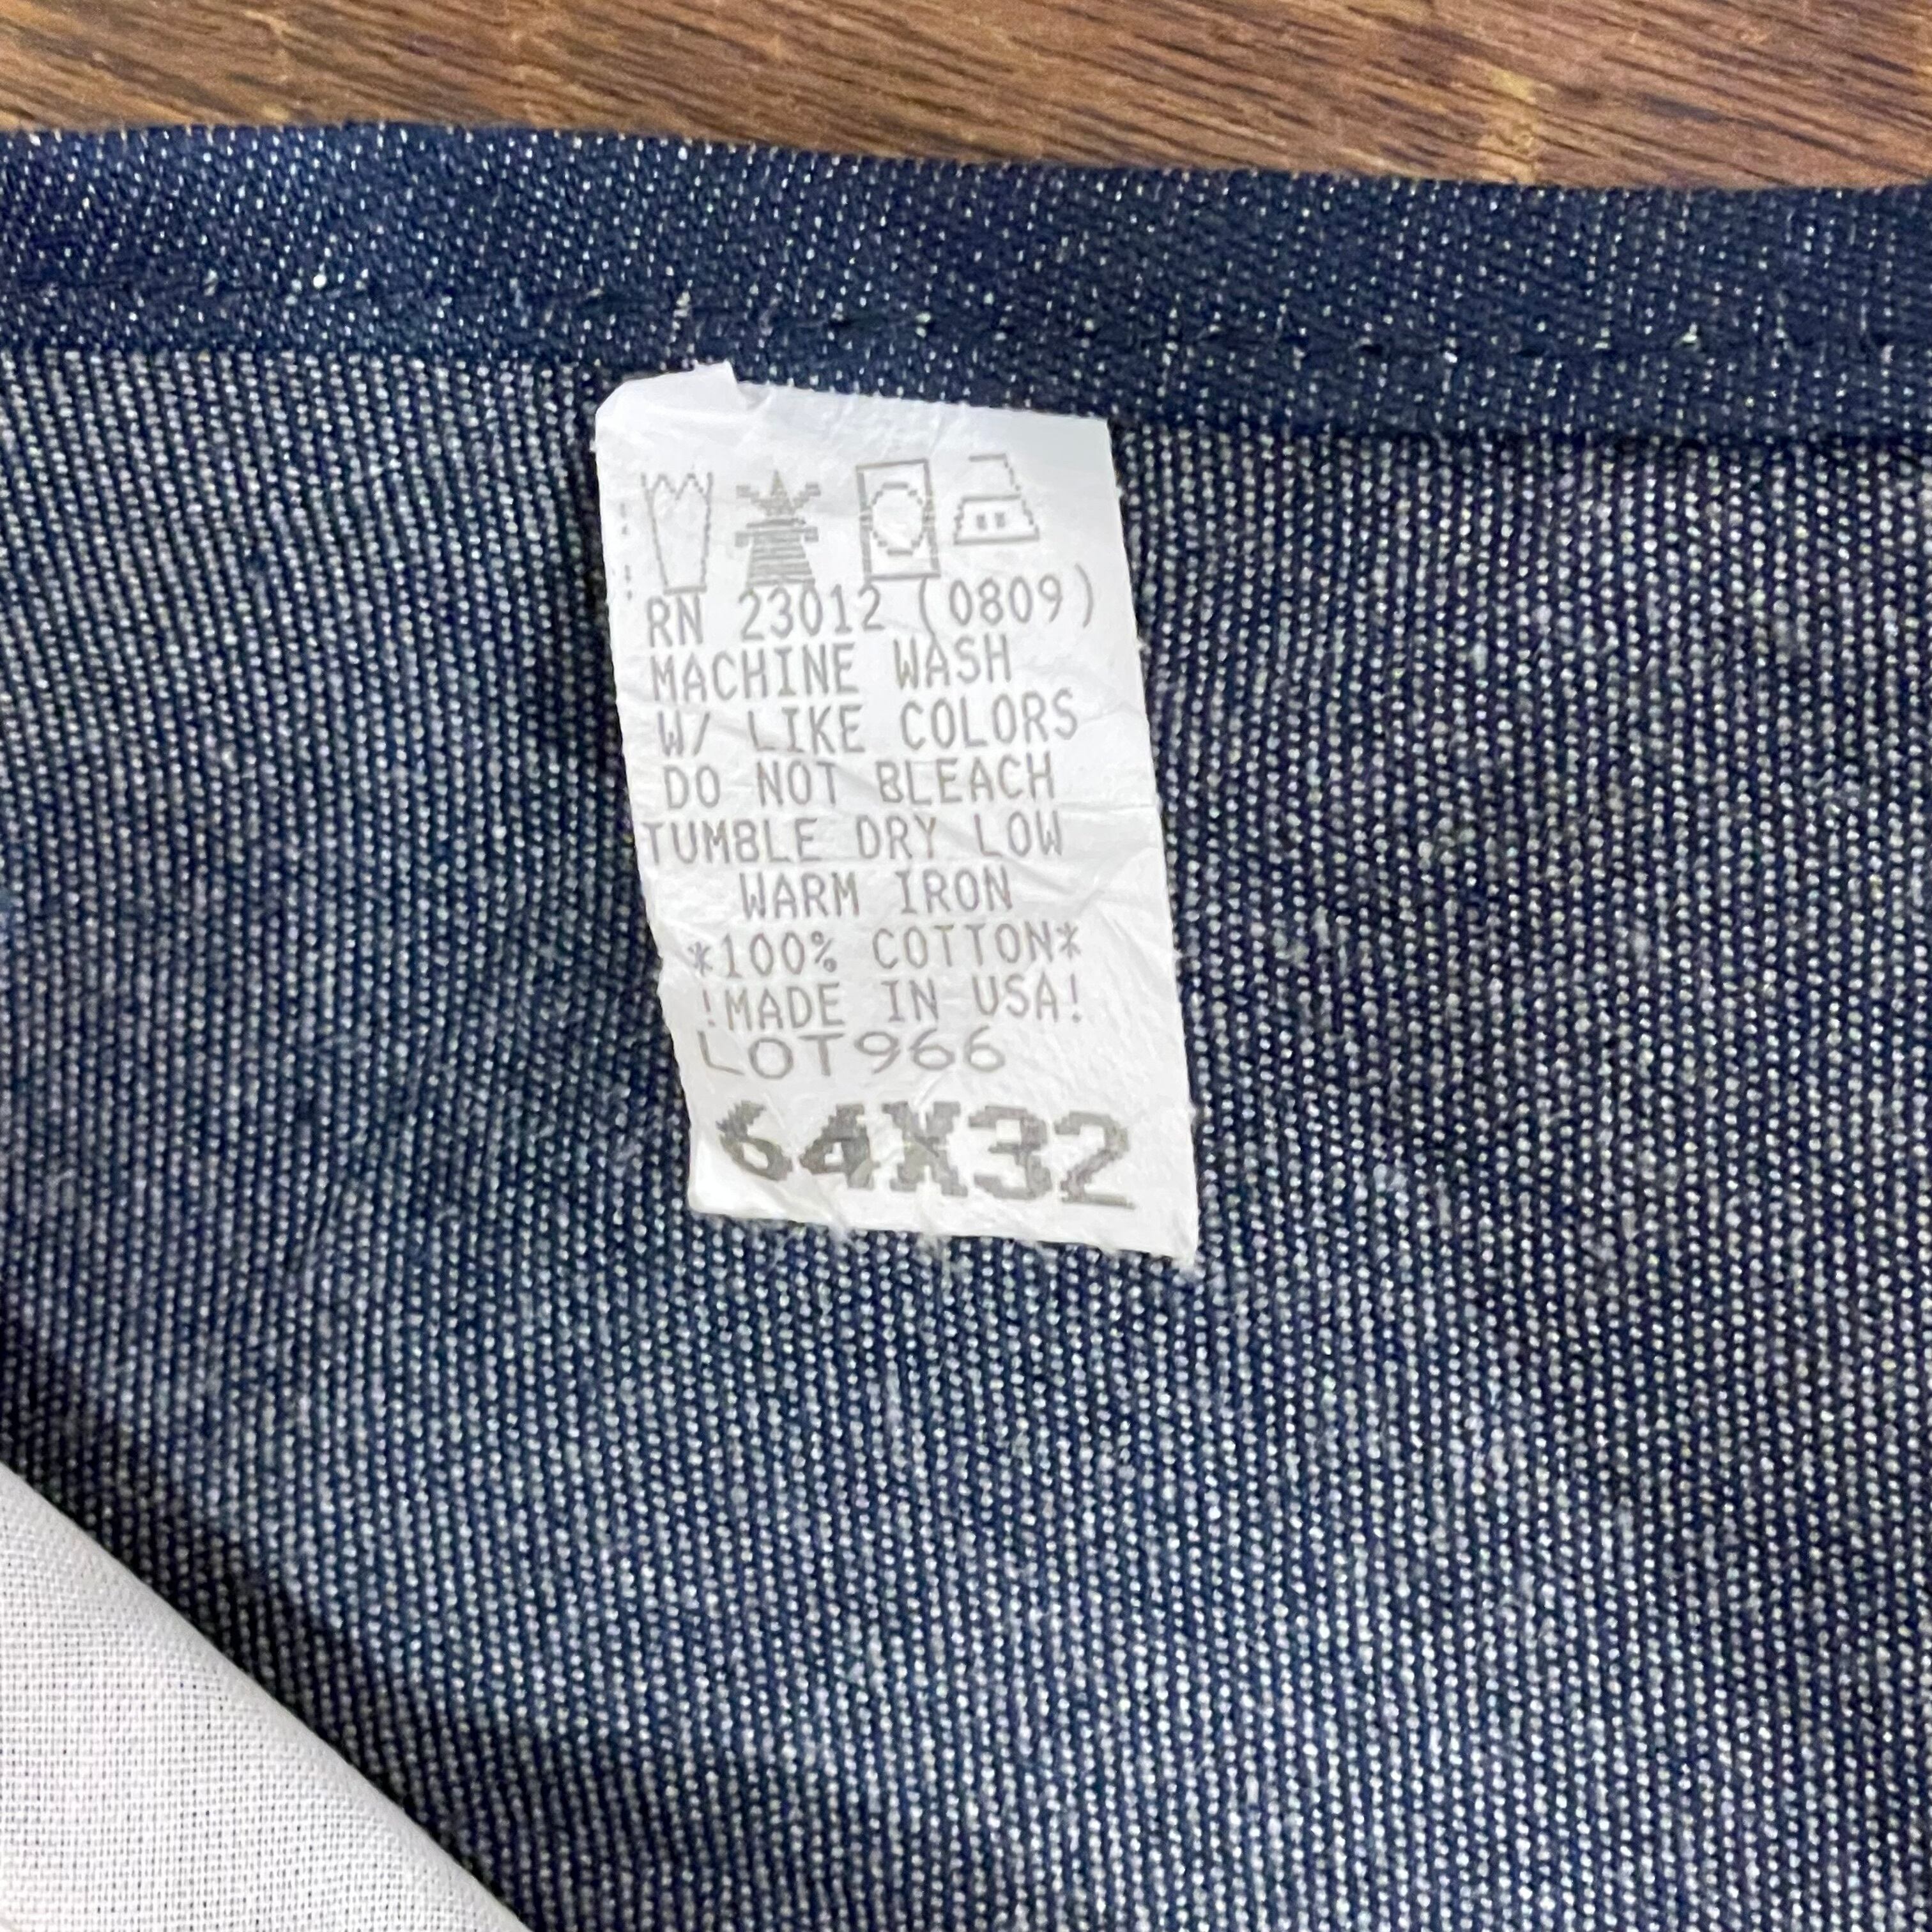 RN 23012 (0809)
MACHINE WASH
W/ LIKE COLORS
DO NOT BLEACH
TUMBLE DRY LOW
WARM IRON
*100% COTTON*
!MADE IN USA!
LOT966
64X32